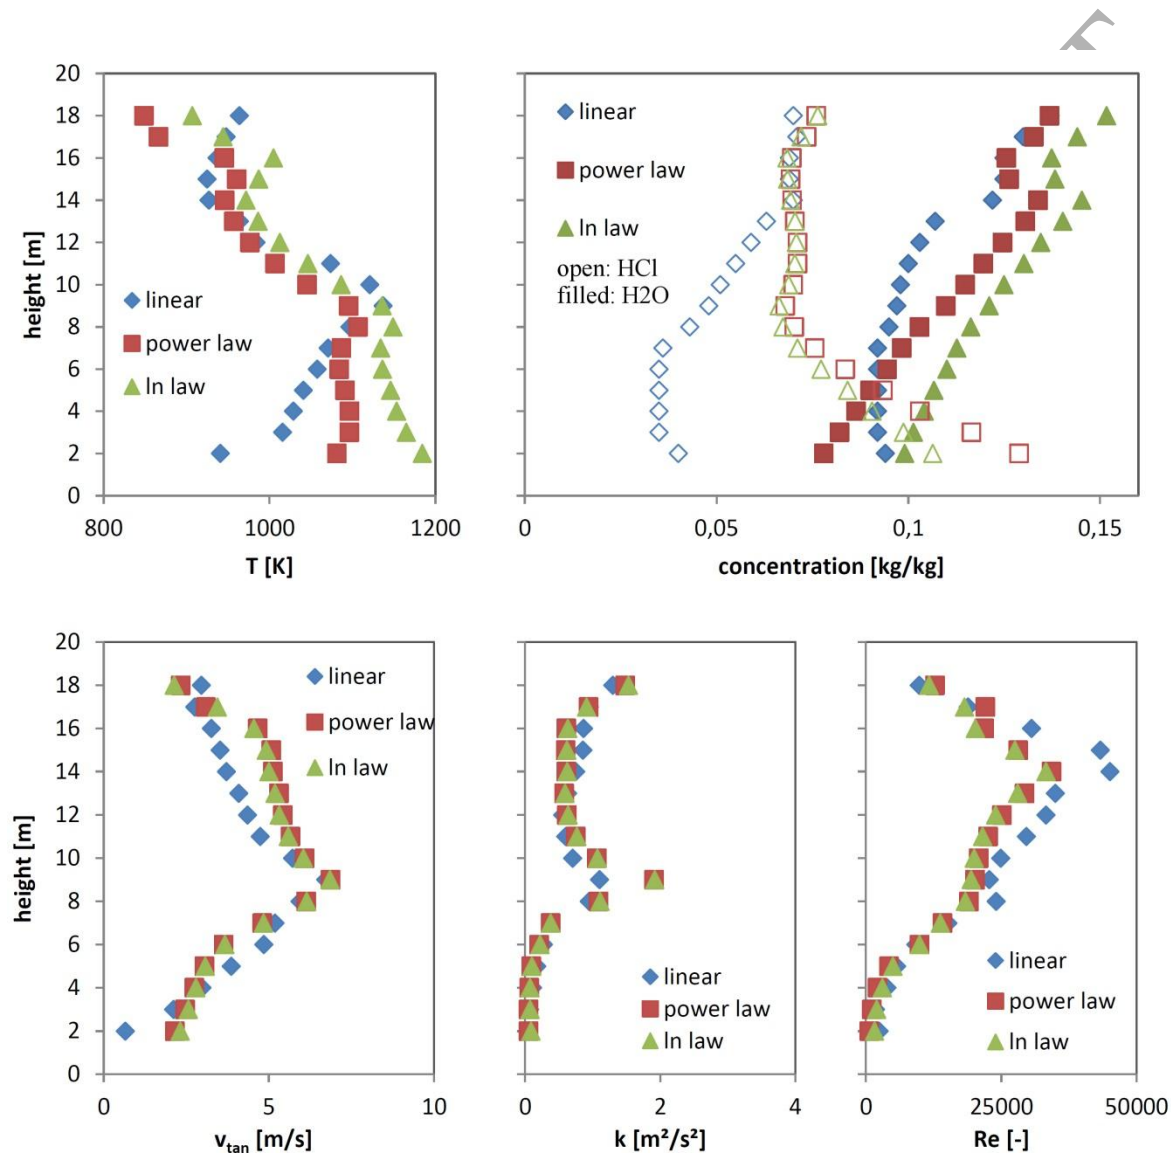 20
18
16
14
12
10
8
6
4
2
0
height [m]
linear
power law
ln law
800
1000
1200
T [K]
linear
power law
ln law
open: HCl
filled: H2O
0
0,05
0,1
0,15
concentration [kg/kg]
20
18
16
14
12
10
8
6
4
2
0
height [m]
linear
power law
ln law
0
5
10
vtan [m/s]
linear
power law
ln law
0
2
4
k [m²/s²]
linear
power law
ln law
0
25000
50000
Re [-]